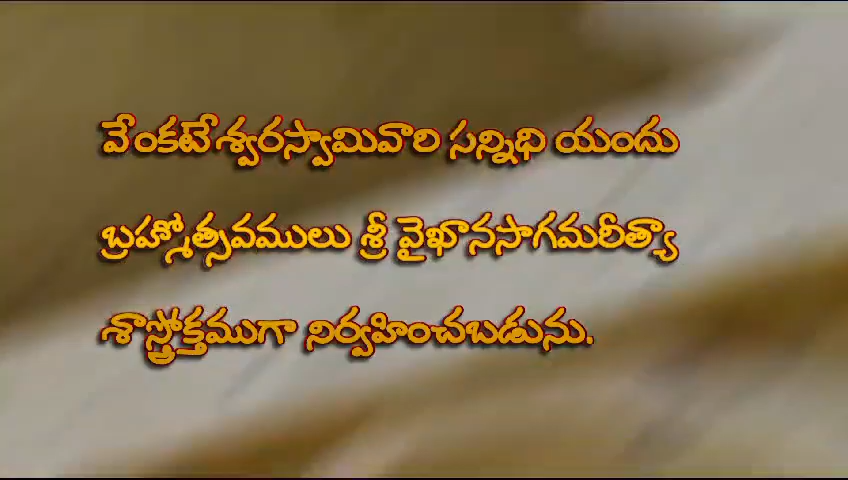 వేంకటేశ్వరస్వామివారి సన్నిధి యందు
బ్రహ్మోత్సవములు శ్రీ వైఖానసాగమరీత్యా
శాస్త్రోక్తముగా నిర్వహించబడును.